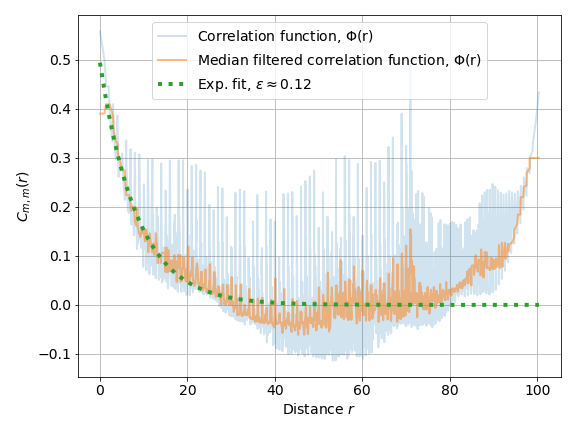 Correlation function, Φ(r)
Median filtered correlation function, Φ(r)
Exp. fit, ε ≈ 0.12
0.5
0.4
0.3
0.2
0.1
0.0
−0.1
C_{m,m}(r)
0 20 40 60 80 100
Distance r